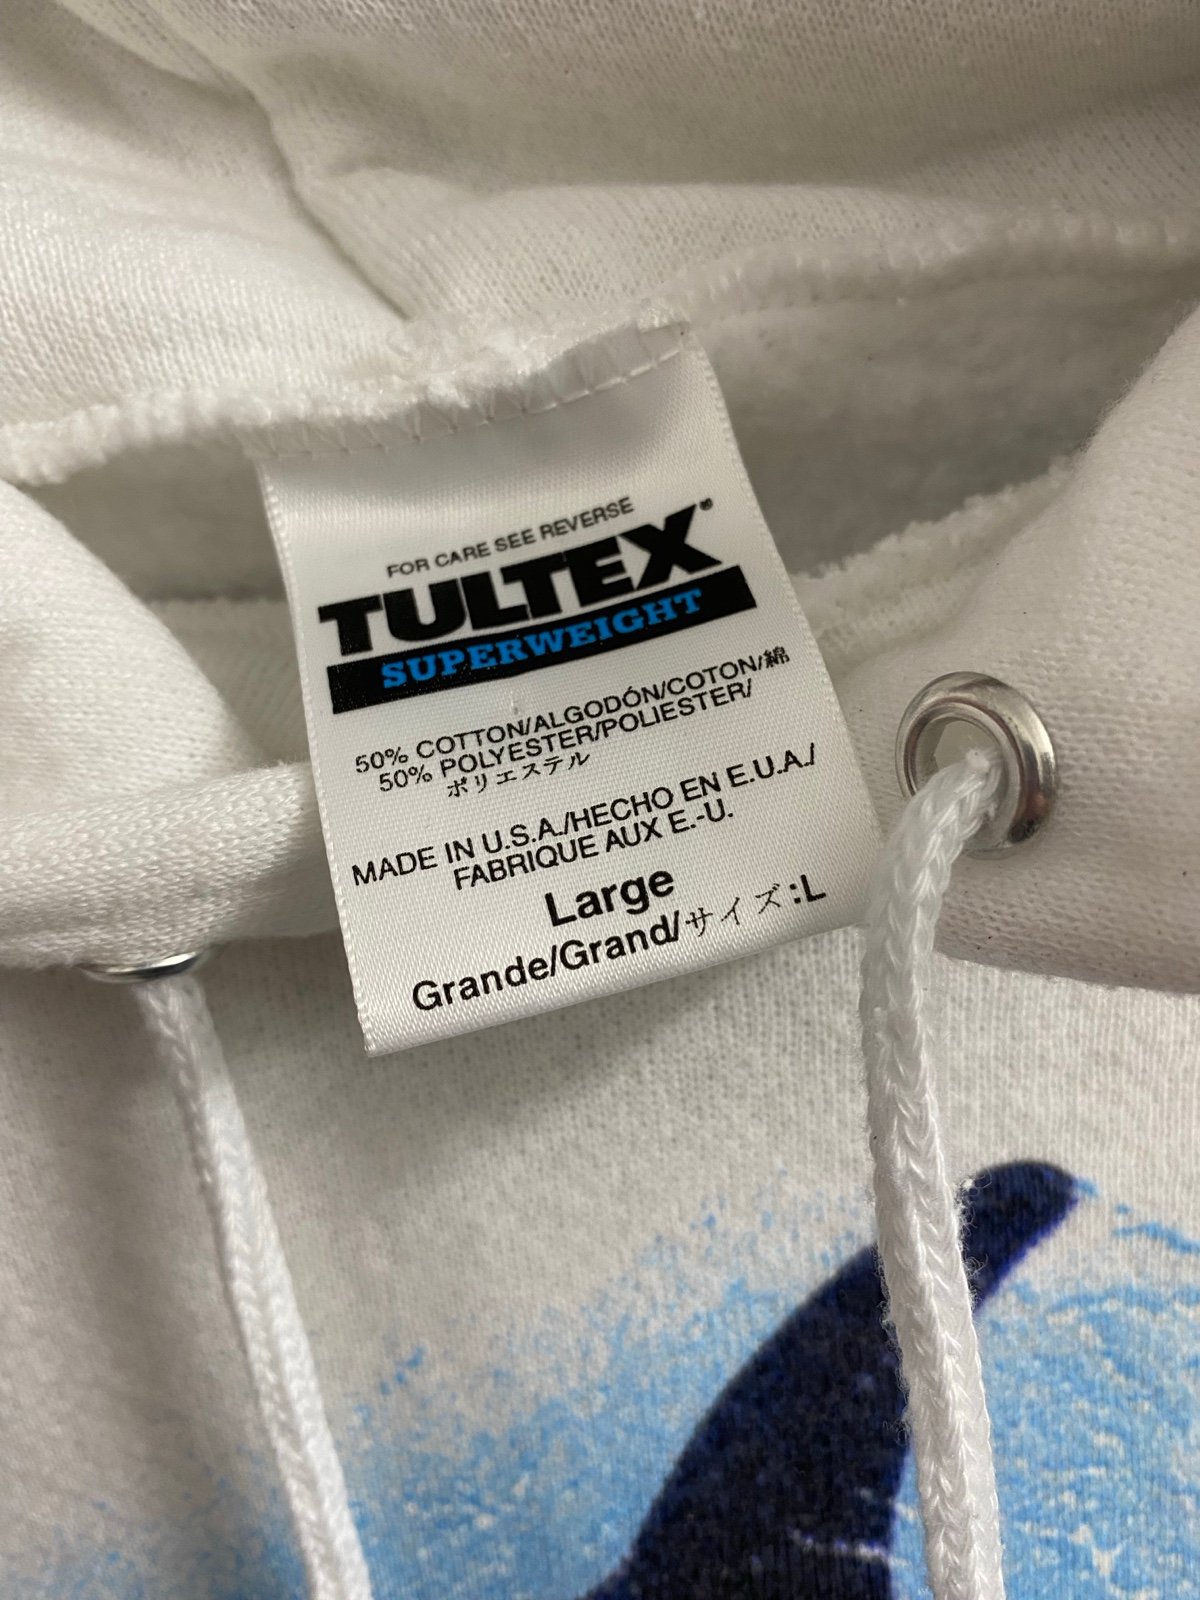 FOR CARE SEE REVERSE
TULTEX®
SUPERWEIGHT
50% COTTON/ALGODÓN/COTON/綿
50% POLYESTER/POLIESTER/
ポリエステル
MADE IN U.S.A./HECHO EN E.U.A./
FABRIQUE AUX E.-U.
Large
Grande/Grand/サイズ:L